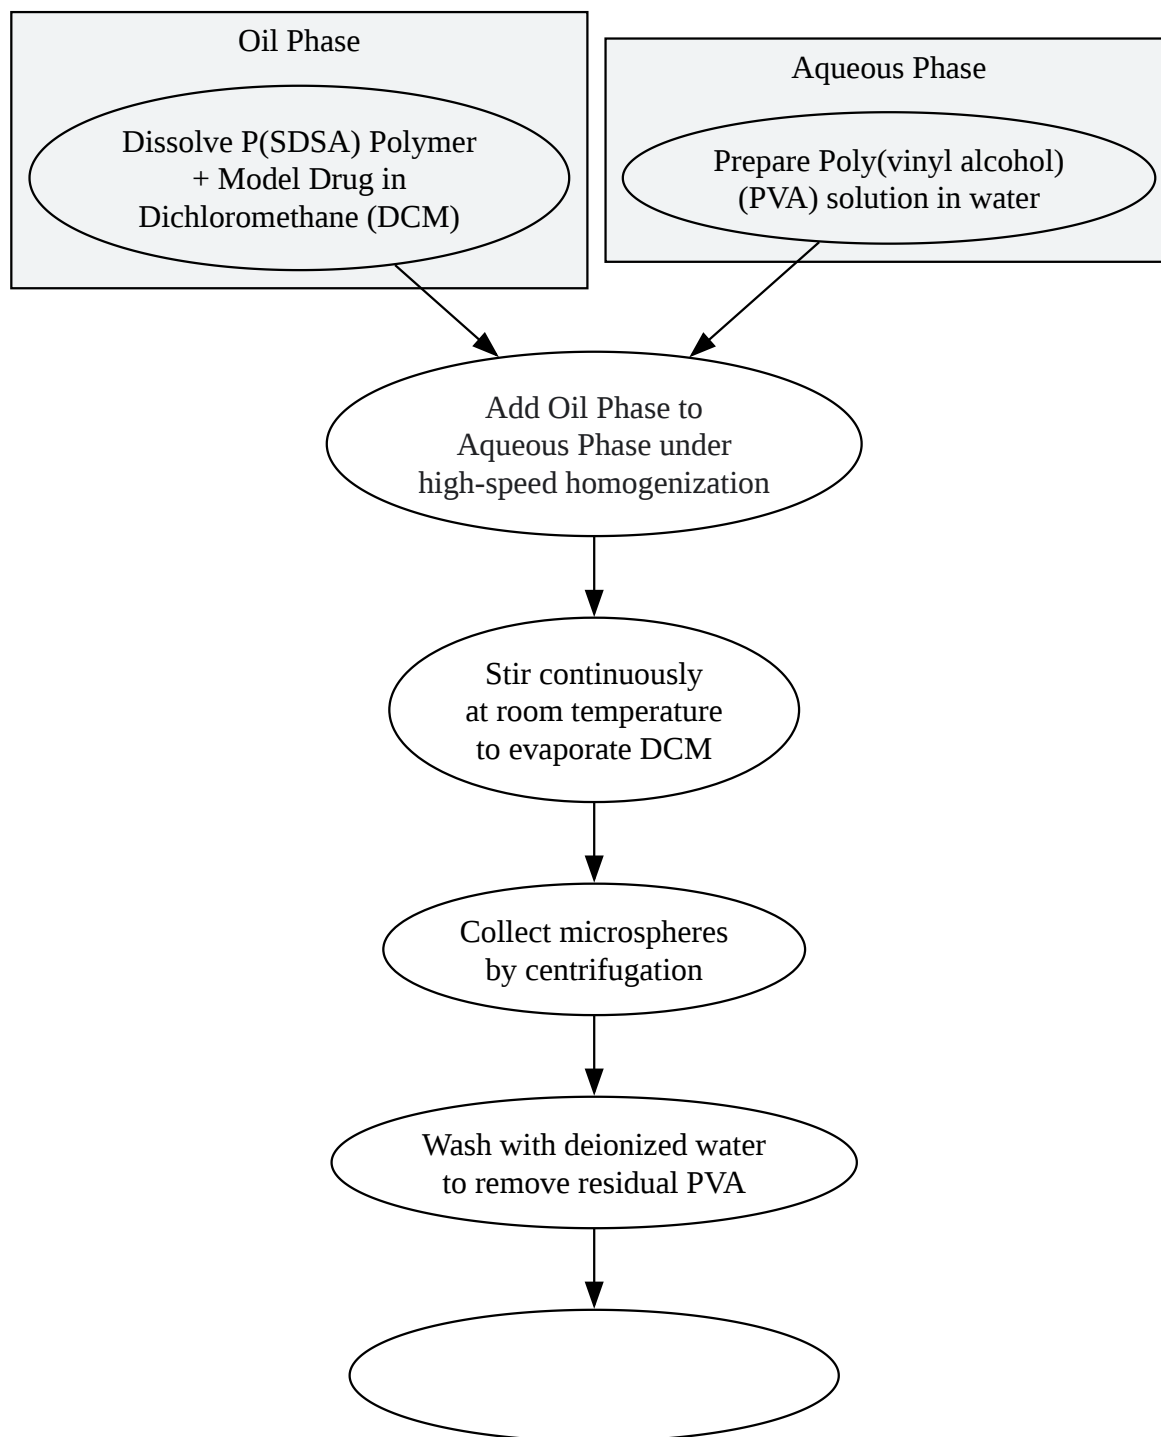 Oil Phase
Dissolve P(SDSA) Polymer
+ Model Drug in
Dichloromethane (DCM)
Aqueous Phase
Prepare Poly(vinyl alcohol)
(PVA) solution in water
Add Oil Phase to
Aqueous Phase under
high-speed homogenization
Stir continuously
at room temperature
to evaporate DCM
Collect microspheres
by centrifugation
Wash with deionized water
to remove residual PVA